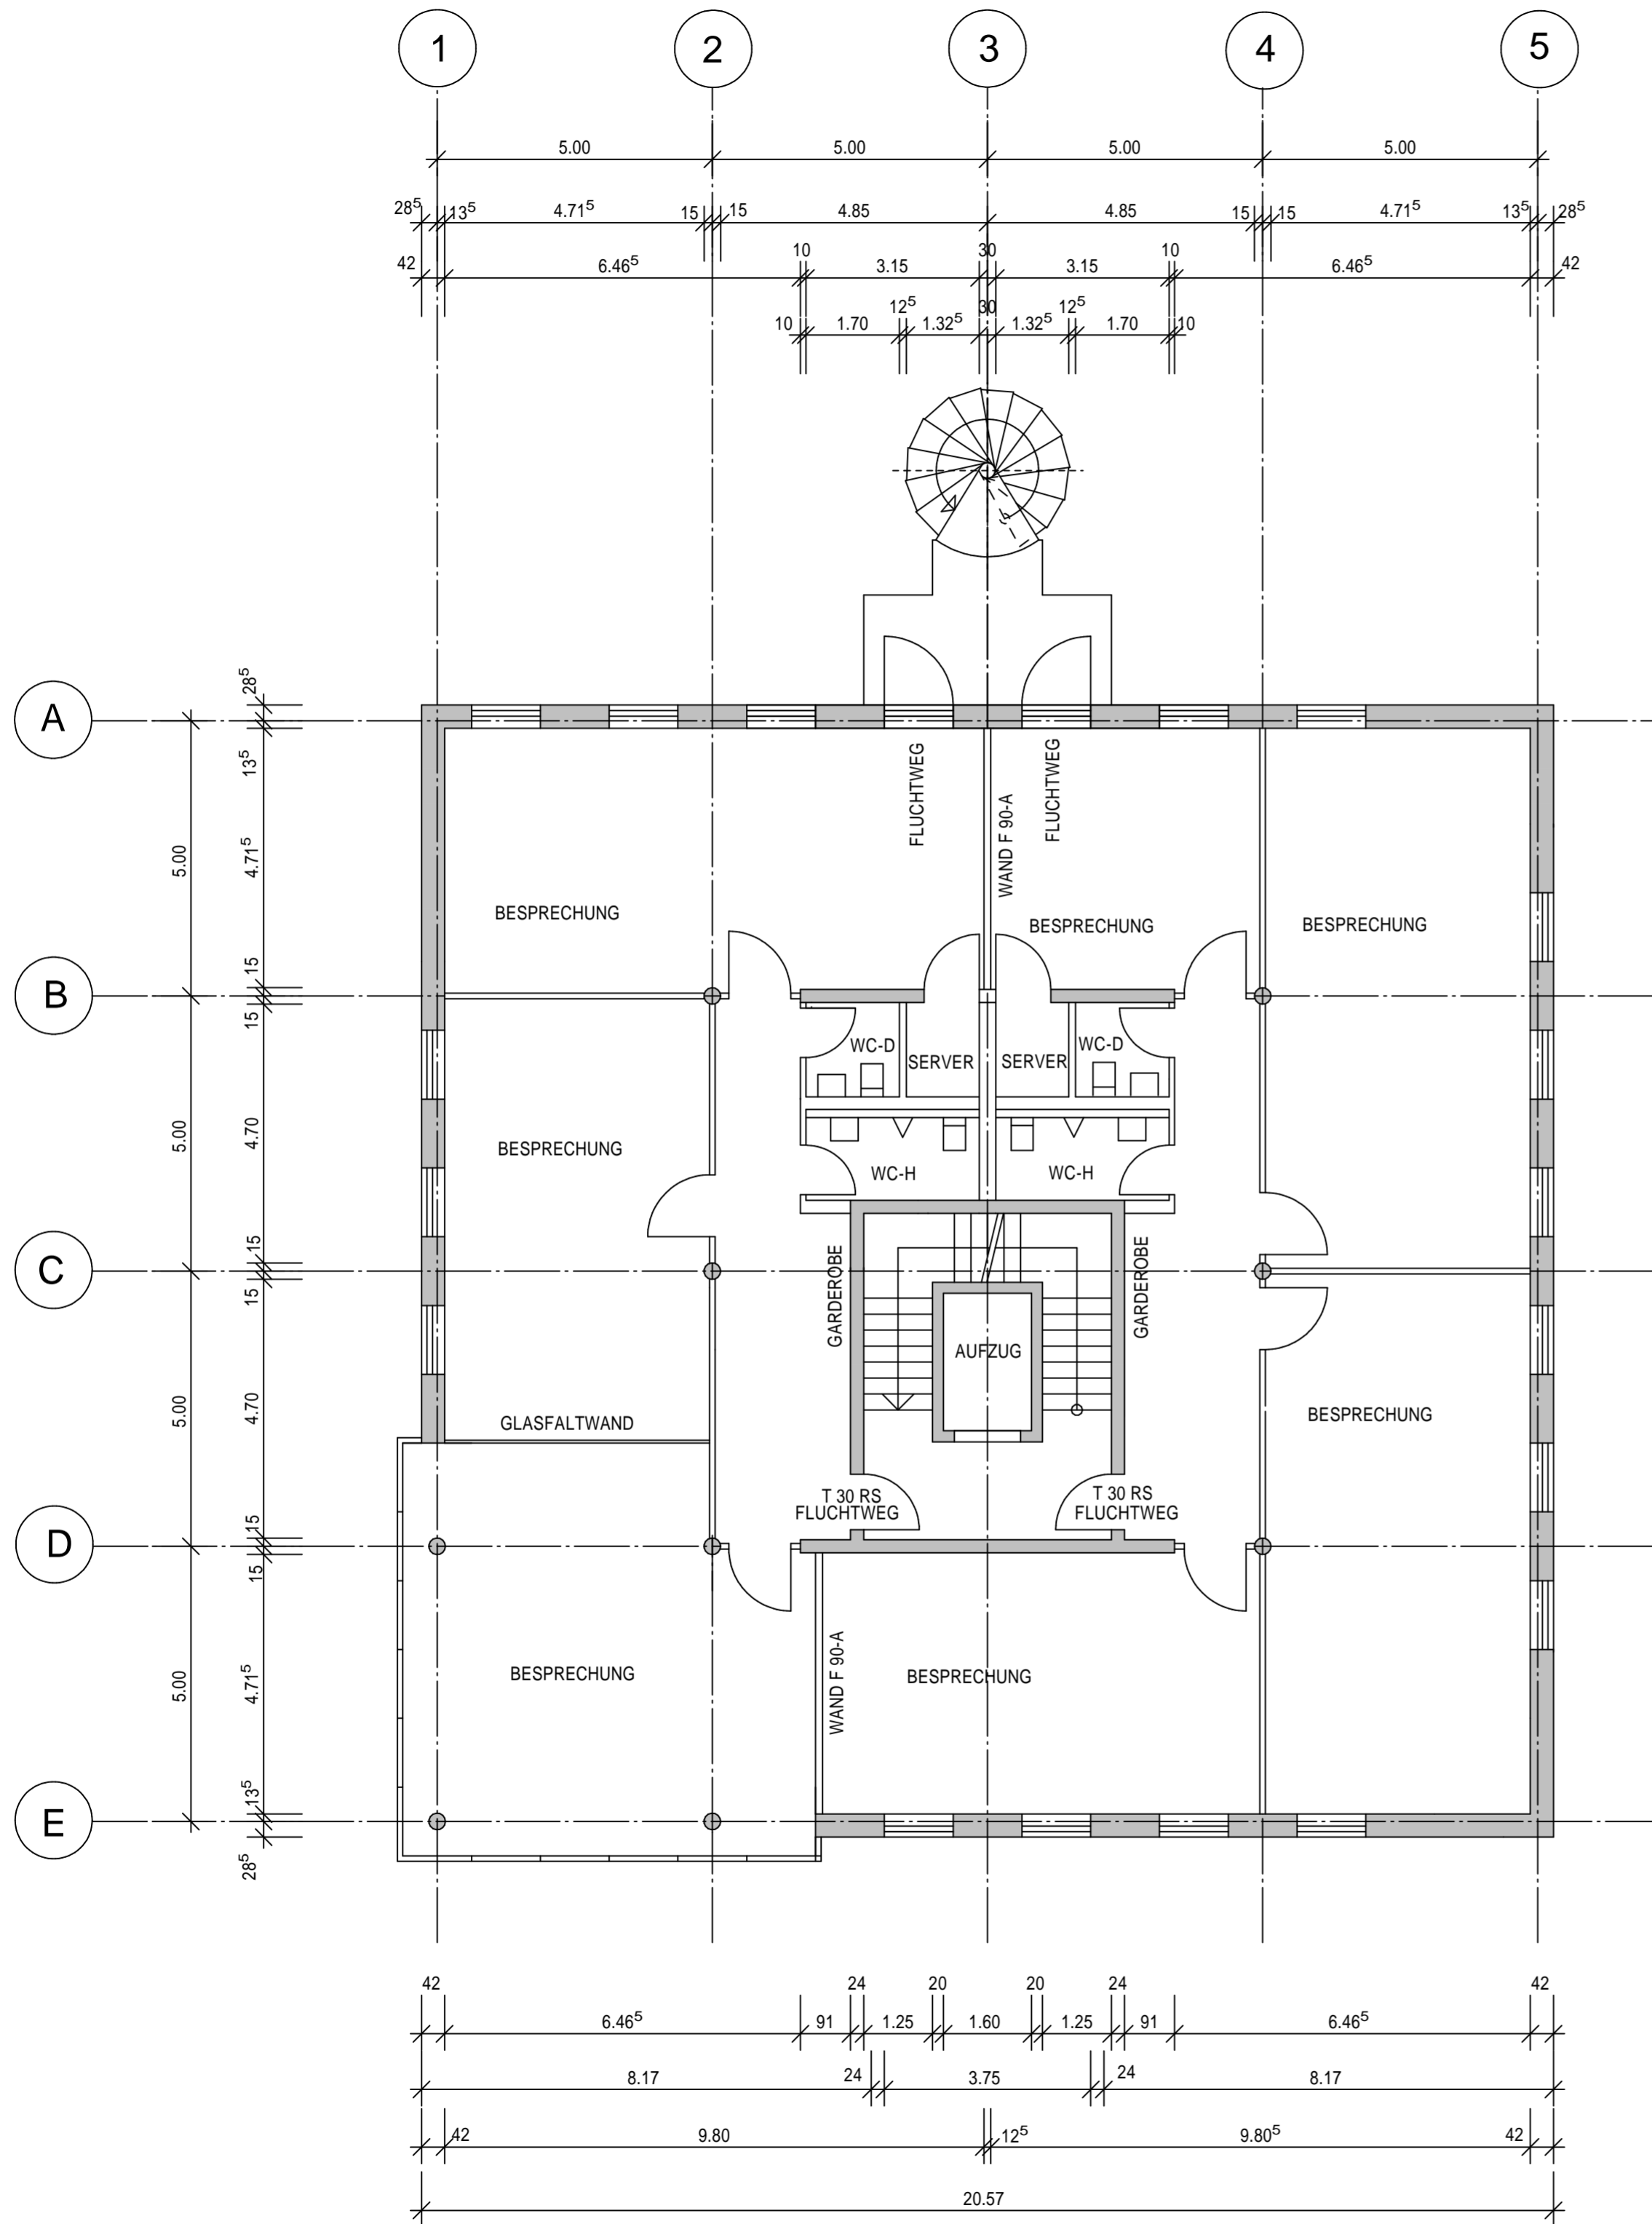 1 2 3 4 5
5.00 5.00 5.00 5.00
28⁵ 13⁵ 4.71⁵ 15 15 4.85 4.85 15 15 4.71⁵ 13⁵ 28⁵
10 30 10
42 6.46⁵ 3.15 3.15 6.46⁵ 42
12⁵ 30 12⁵
10 1.70 1.32⁵ 1.32⁵ 1.70 10
A
B
C
D
E
5.00
5.00
5.00
5.00
28⁵
13⁵
4.71⁵
15
15
4.70
15
15
4.70
15
15
4.71⁵
13⁵
28⁵
FLUCHTWEG
WAND F 90-A
FLUCHTWEG
BESPRECHUNG
BESPRECHUNG
BESPRECHUNG
WC-D
SERVER
SERVER
WC-D
BESPRECHUNG
WC-H
WC-H
GARDEROBE
GARDEROBE
AUFZUG
BESPRECHUNG
GLASFALTWAND
T 30 RS
FLUCHTWEG
T 30 RS
FLUCHTWEG
BESPRECHUNG
WAND F 90-A
BESPRECHUNG
42 24 20 20 24 42
6.46⁵ 91 1.25 1.60 1.25 91 6.46⁵
8.17 24 3.75 24 8.17
42 9.80 12⁵ 9.80⁵ 42
20.57